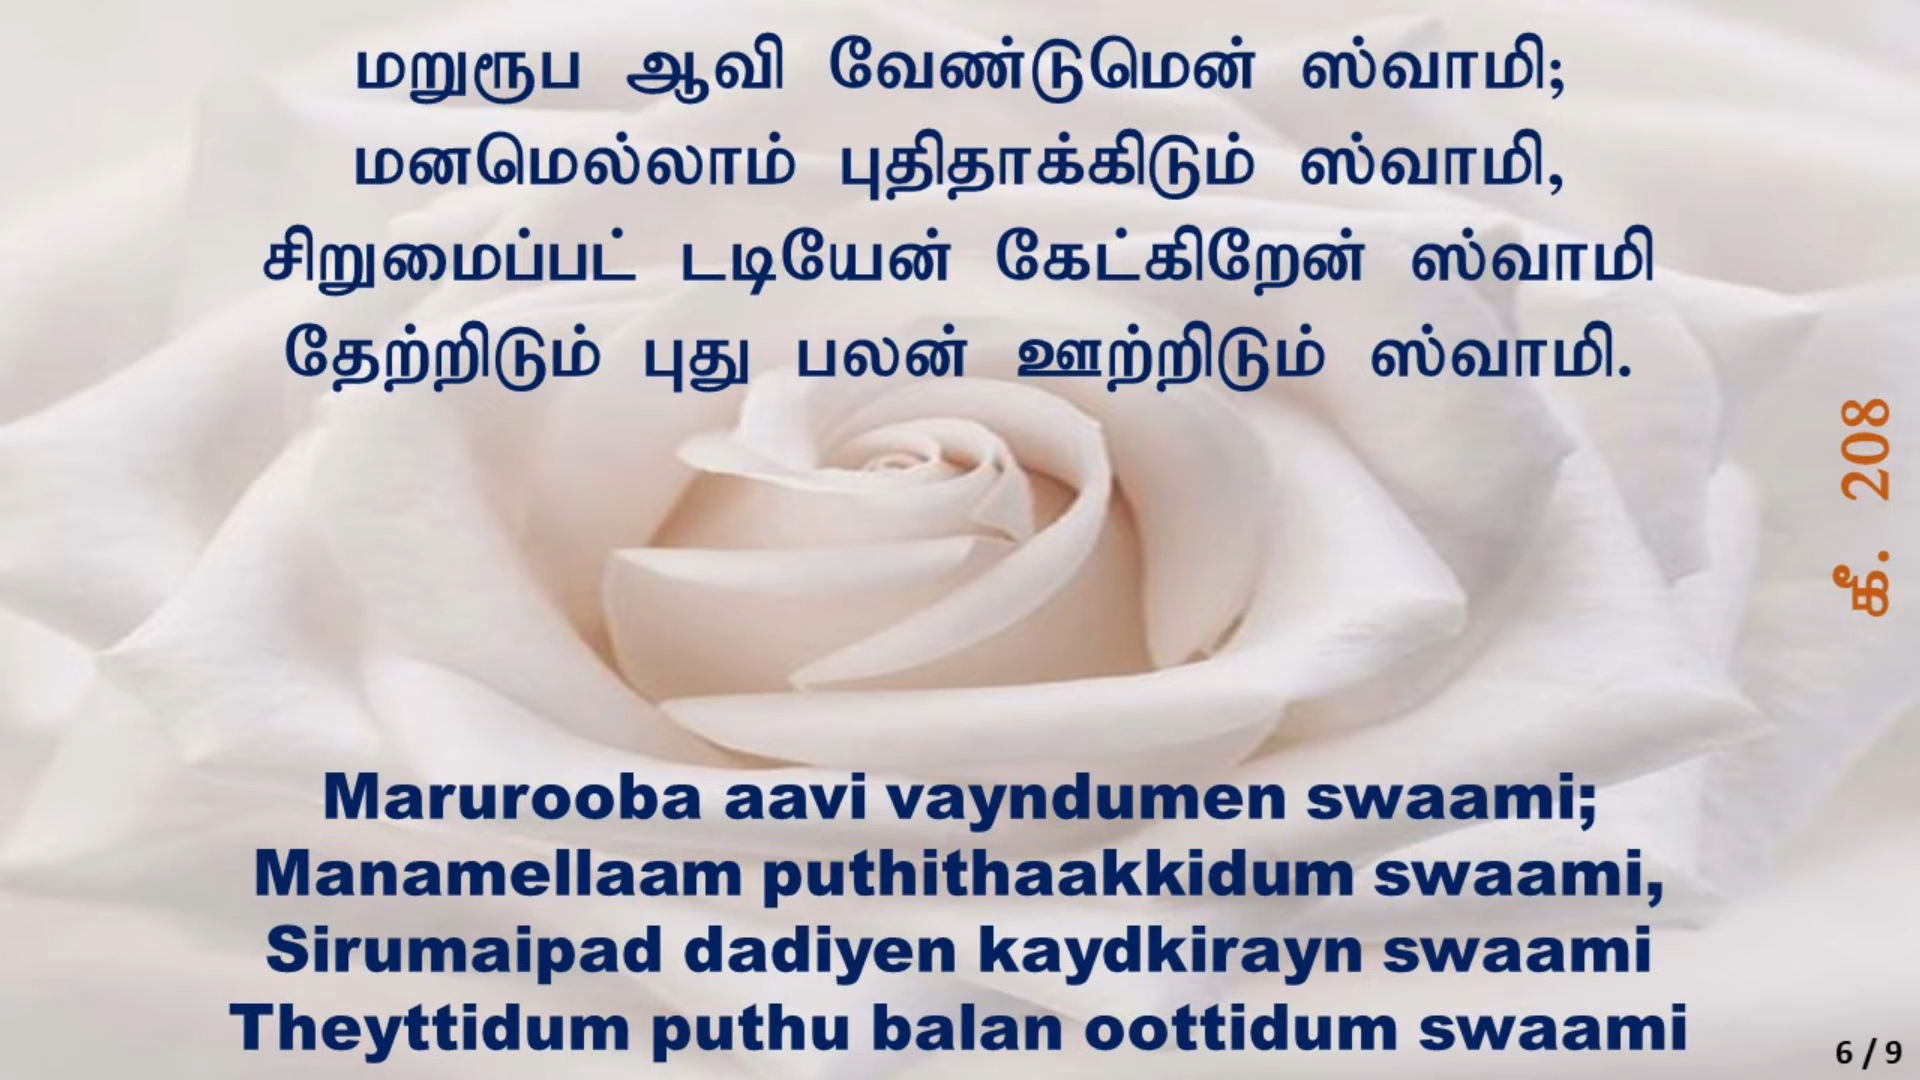 மறுரூப ஆவி வேண்டுமென் ஸ்வாமி;
மனமெல்லாம் புதிதாக்கிடும் ஸ்வாமி,
சிறுமைப்பட் டடியேன் கேட்கிறேன் ஸ்வாமி
தேற்றிடும் புது பலன் ஊற்றிடும் ஸ்வாமி.
கீ. 208
Marurooba aavi vayndumen swaami;
Manamellaam puthithaakkidum swaami,
Sirumaipad dadiyen kaydkirayn swaami
Theyttidum puthu balan oottidum swaami
6 / 9